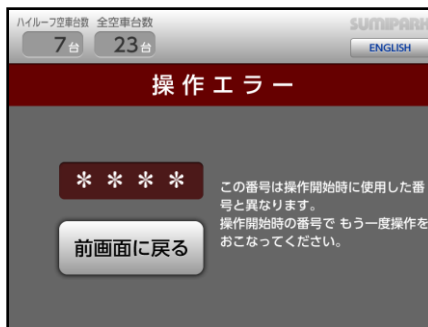 ハイルーフ空車台数 全空車台数
7台 23台
SUMIPARK
ENGLISH
操作エラー
＊＊＊＊
この番号は操作開始時に使用した番
号と異なります。
操作開始時の番号で もう一度操作を
おこなってください。
前画面に戻る